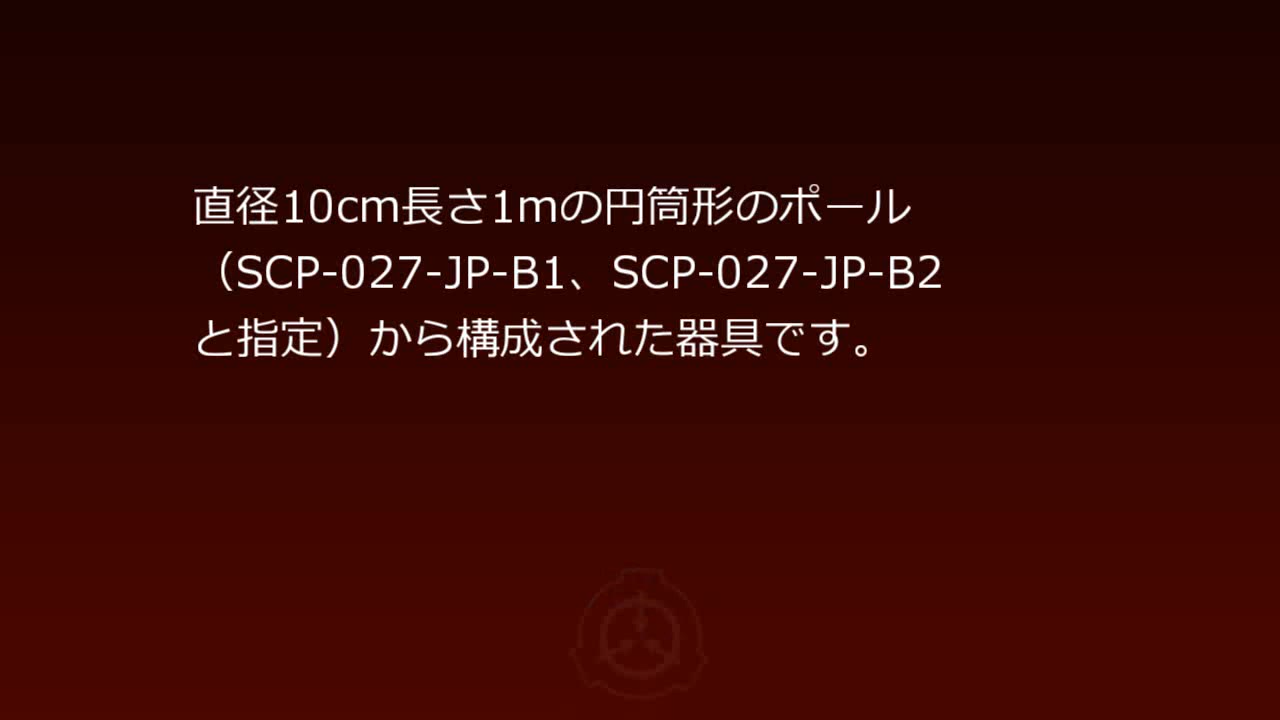 直径10cm長さ1mの円筒形のポール
（SCP-027-JP-B1、SCP-027-JP-B2
と指定）から構成された器具です。